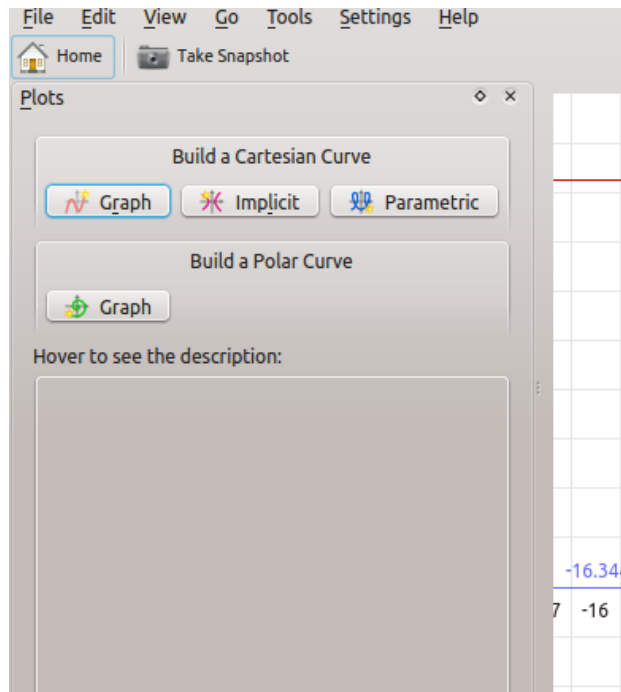 File Edit View Go Tools Settings Help
Home Take Snapshot
Plots
Build a Cartesian Curve
Graph Implicit Parametric
Build a Polar Curve
Graph
Hover to see the description:
-16.344
7 -16